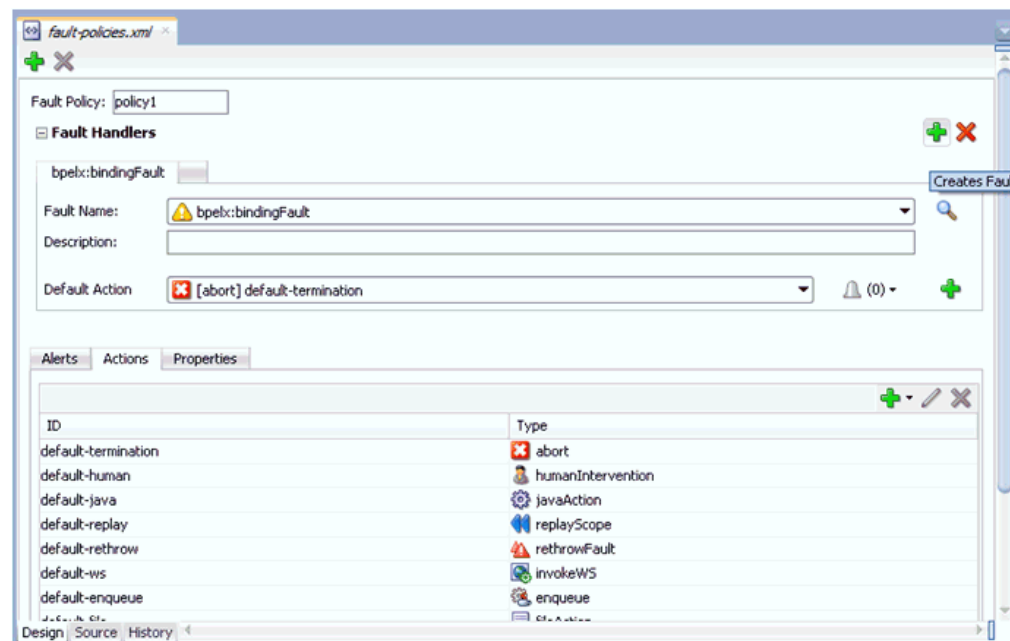 fault-policies.xml
Fault Policy: policy1
Fault Handlers
bpelx:bindingFault
Creates Fau
Fault Name: bpelx:bindingFault
Description:
Default Action [abort] default-termination (0)
Alerts Actions Properties
ID Type
default-termination abort
default-human humanIntervention
default-java javaAction
default-replay replayScope
default-rethrow rethrowFault
default-ws invokeWS
default-enqueue enqueue
Design Source History